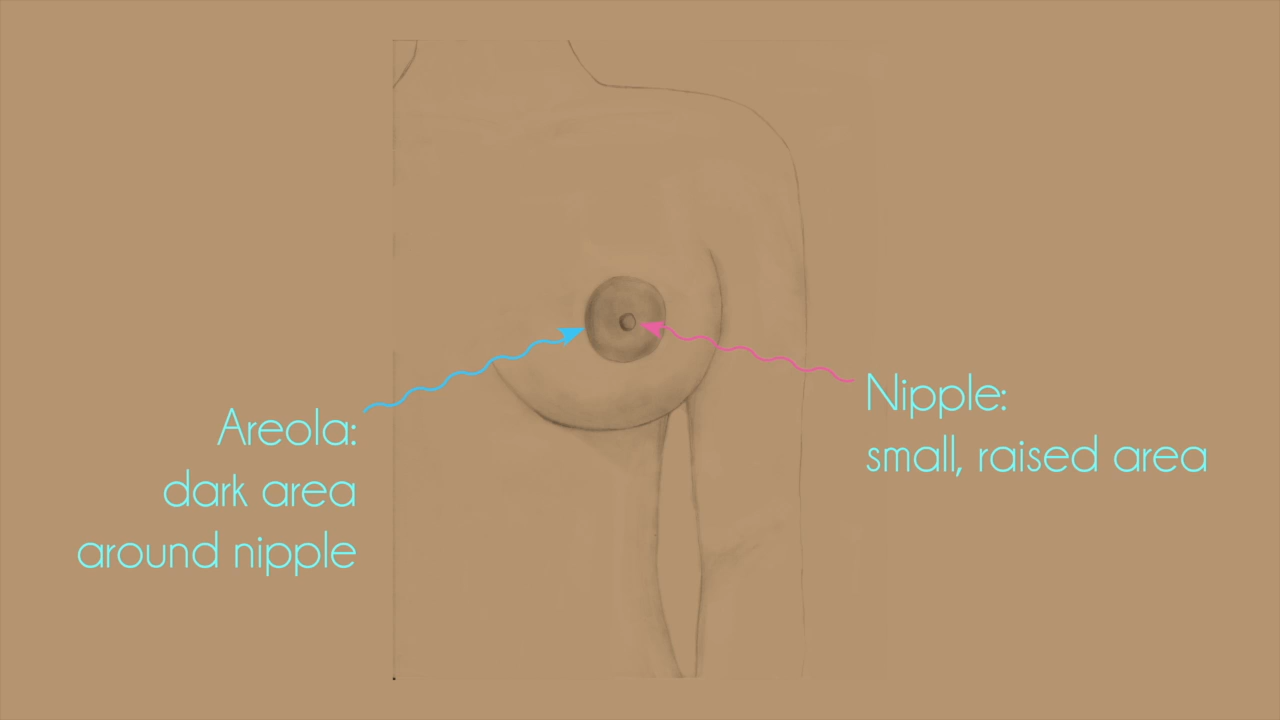 Areola:
dark area
around nipple
Nipple:
small, raised area